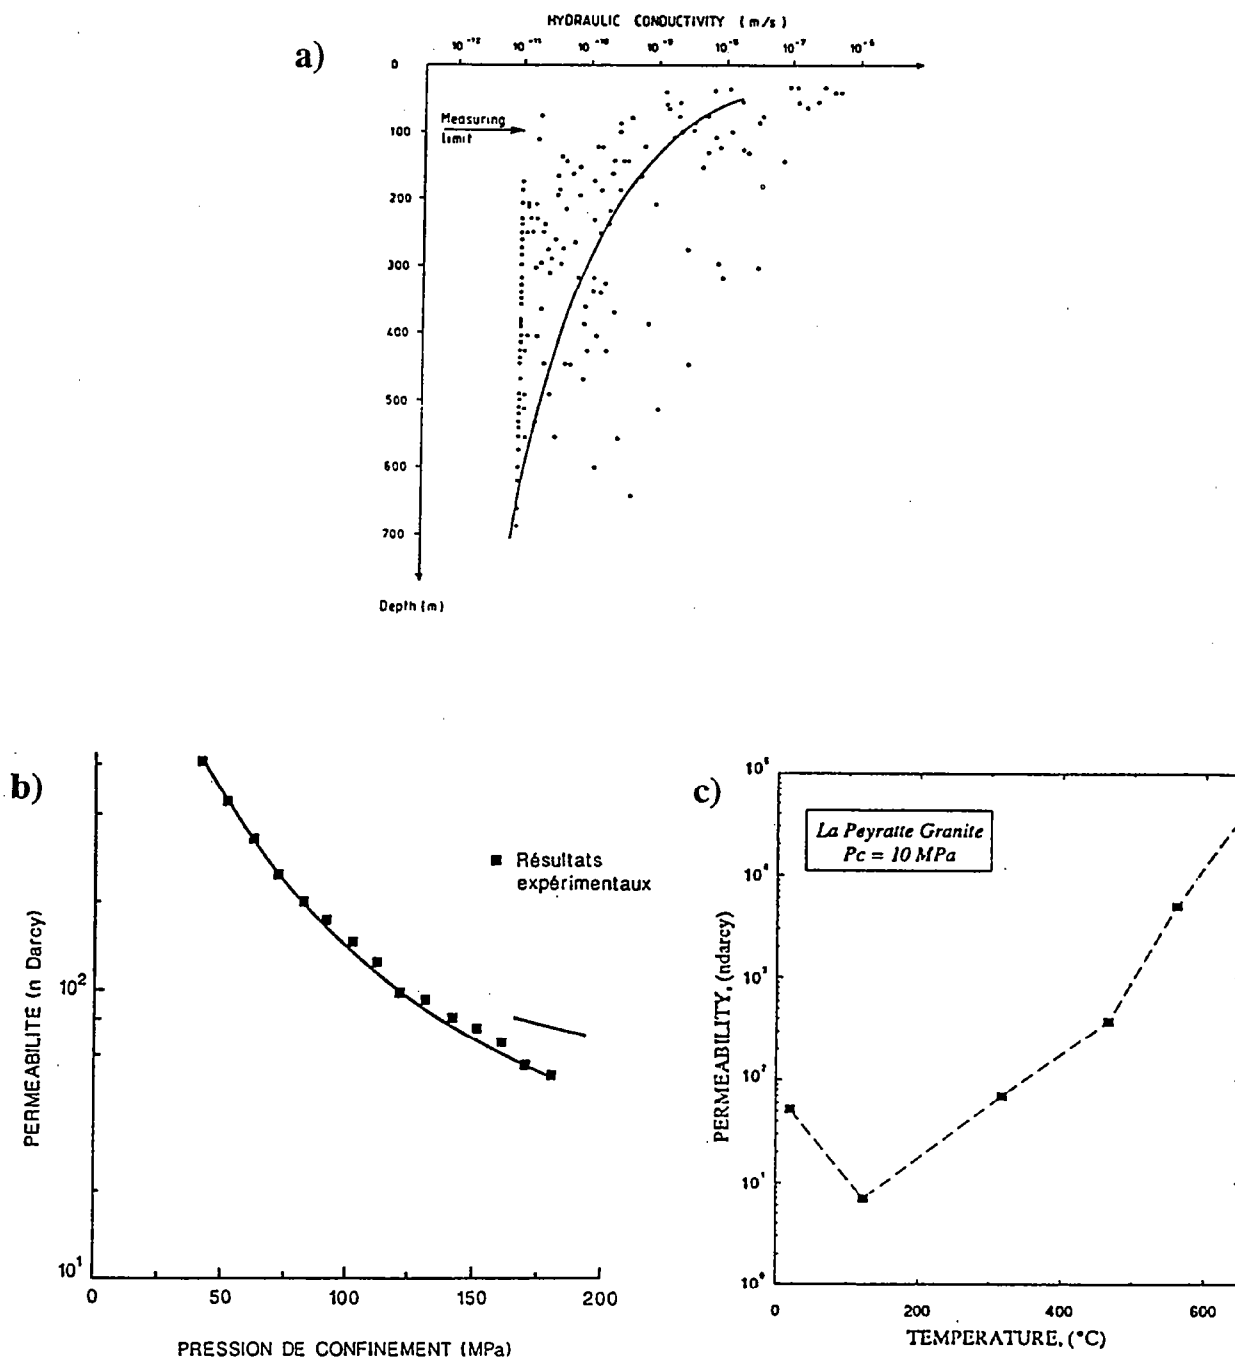 HYDRAULIC CONDUCTIVITY (m/s)
a)
10⁻¹² 10⁻¹¹ 10⁻¹⁰ 10⁻⁹ 10⁻⁸ 10⁻⁷ 10⁻⁶
0
Measuring
limit
100
200
300
400
500
600
700
Depth (m)
b)
PERMEABILITE (n Darcy)
10²
10¹
■ Résultats
expérimentaux
0 50 100 150 200
PRESSION DE CONFINEMENT (MPa)
c)
PERMEABILITY, (ndarcy)
10⁵
10⁴
10³
10²
10¹
10⁰
La Peyratte Granite
Pc = 10 MPa
0 200 400 600
TEMPERATURE, (°C)